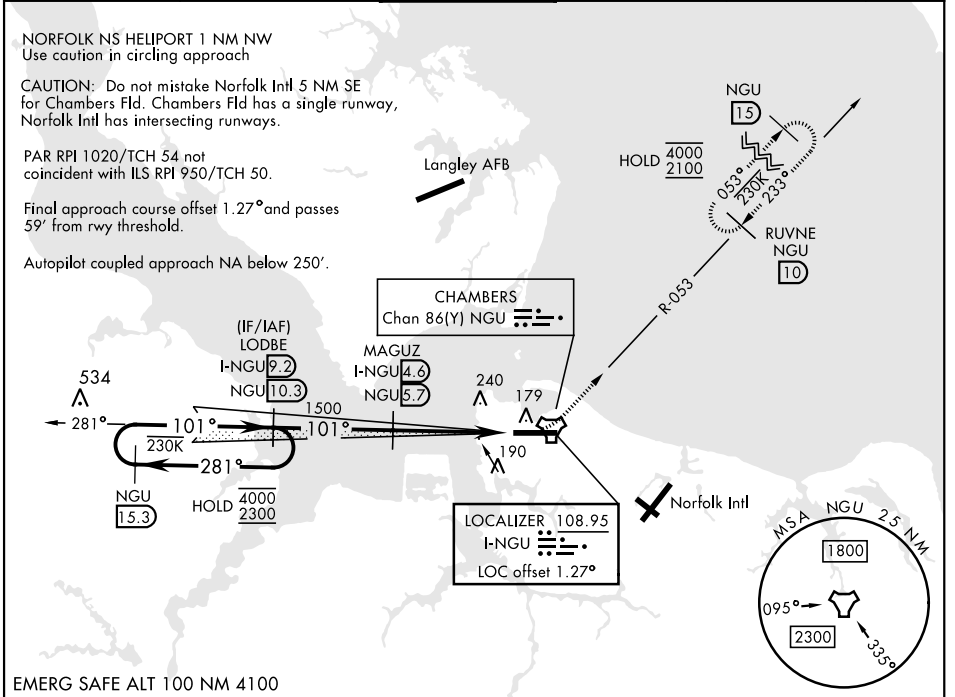 NORFOLK NS HELIPORT 1 NM NW
Use caution in circling approach
CAUTION: Do not mistake Norfolk Intl 5 NM SE
for Chambers Fld. Chambers Fld has a single runway,
Norfolk Intl has intersecting runways.
PAR RPI 1020/TCH 54 not
coincident with ILS RPI 950/TCH 50.
Final approach course offset 1.27° and passes
59' from rwy threshold.
Autopilot coupled approach NA below 250'.
Langley AFB
NGU
15
HOLD 4000
2100
053°
230K
233°
RUVNE
NGU
10
R-053
CHAMBERS
Chan 86(Y) NGU
(IF/IAF)
LODBE
I-NGU 9.2
NGU 10.3
MAGUZ
I-NGU 4.6
NGU 5.7
534
240
179
190
1500
281°
101°
101°
230K
281°
NGU
15.3
HOLD 4000
2300
LOCALIZER 108.95
I-NGU
LOC offset 1.27°
Norfolk Intl
MSA NGU 25 NM
1800
095°
2300
335°
EMERG SAFE ALT 100 NM 4100